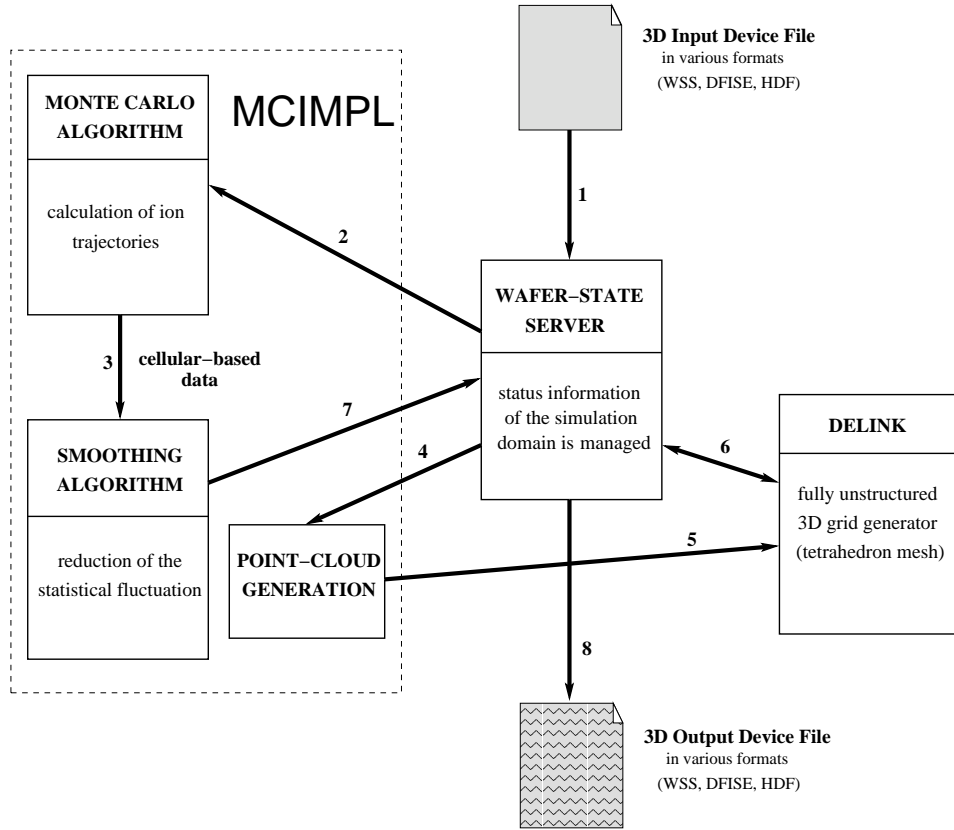 3D Input Device File
in various formats
(WSS, DFISE, HDF)
MCIMPL
MONTE CARLO
ALGORITHM
calculation of ion
trajectories
1
2
WAFER–STATE
SERVER
status information
of the simulation
domain is managed
3
cellular–based
data
7
4
6
DELINK
fully unstructured
3D grid generator
(tetrahedron mesh)
SMOOTHING
ALGORITHM
reduction of the
statistical fluctuation
POINT–CLOUD
GENERATION
5
8
3D Output Device File
in various formats
(WSS, DFISE, HDF)